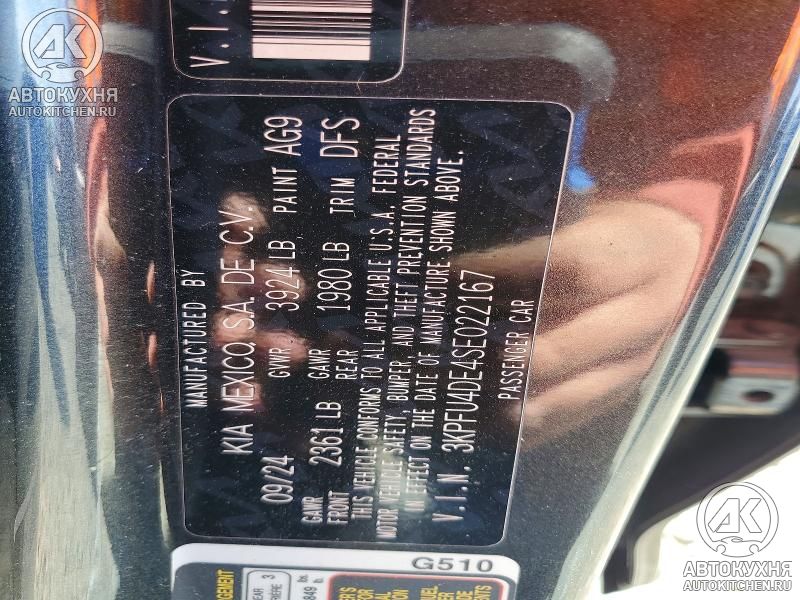 АВТОКУХНЯ
AUTOKITCHEN.RU
V.I.
MANUFACTURED BY
KIA MEXICO, S.A. DE C.V.
09/24 GVWR 3924 LB PAINT AG9
GAWR FRONT 2361 LB GAWR REAR 1980 LB TRIM DFS
THIS VEHICLE CONFORMS TO ALL APPLICABLE U.S.A. FEDERAL
MOTOR VEHICLE SAFETY, BUMPER, AND THEFT PREVENTION STANDARDS
IN EFFECT ON THE DATE OF MANUFACTURE SHOWN ABOVE.
V.I.N. 3KPFU4DE4SE022167
PASSENGER CAR
G510
АВТОКУХНЯ
AUTOKITCHEN.RU